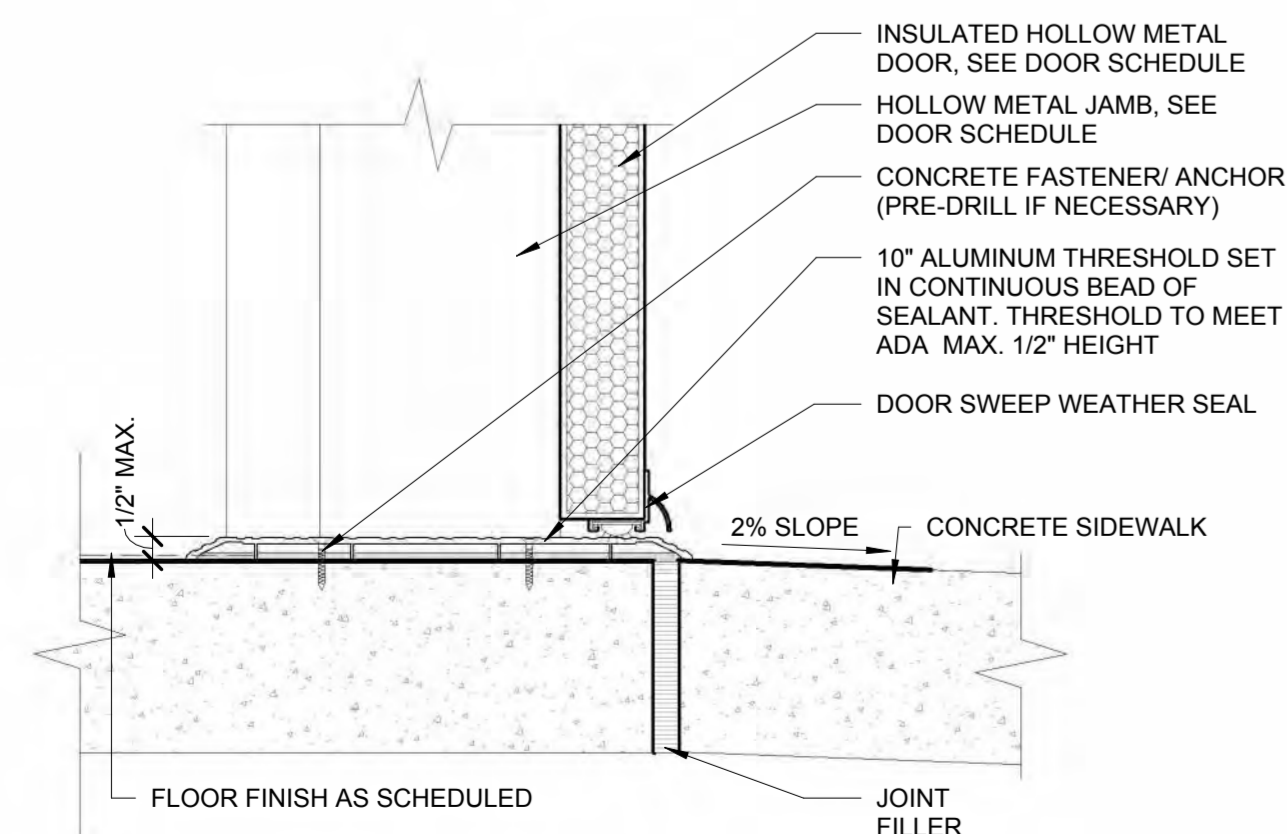 INSULATED HOLLOW METAL
DOOR, SEE DOOR SCHEDULE
HOLLOW METAL JAMB, SEE
DOOR SCHEDULE
CONCRETE FASTENER/ ANCHOR
(PRE-DRILL IF NECESSARY)
10" ALUMINUM THRESHOLD SET
IN CONTINUOUS BEAD OF
SEALANT. THRESHOLD TO MEET
ADA MAX. 1/2" HEIGHT
DOOR SWEEP WEATHER SEAL
1/2" MAX.
2% SLOPE
CONCRETE SIDEWALK
FLOOR FINISH AS SCHEDULED
JOINT
FILLER